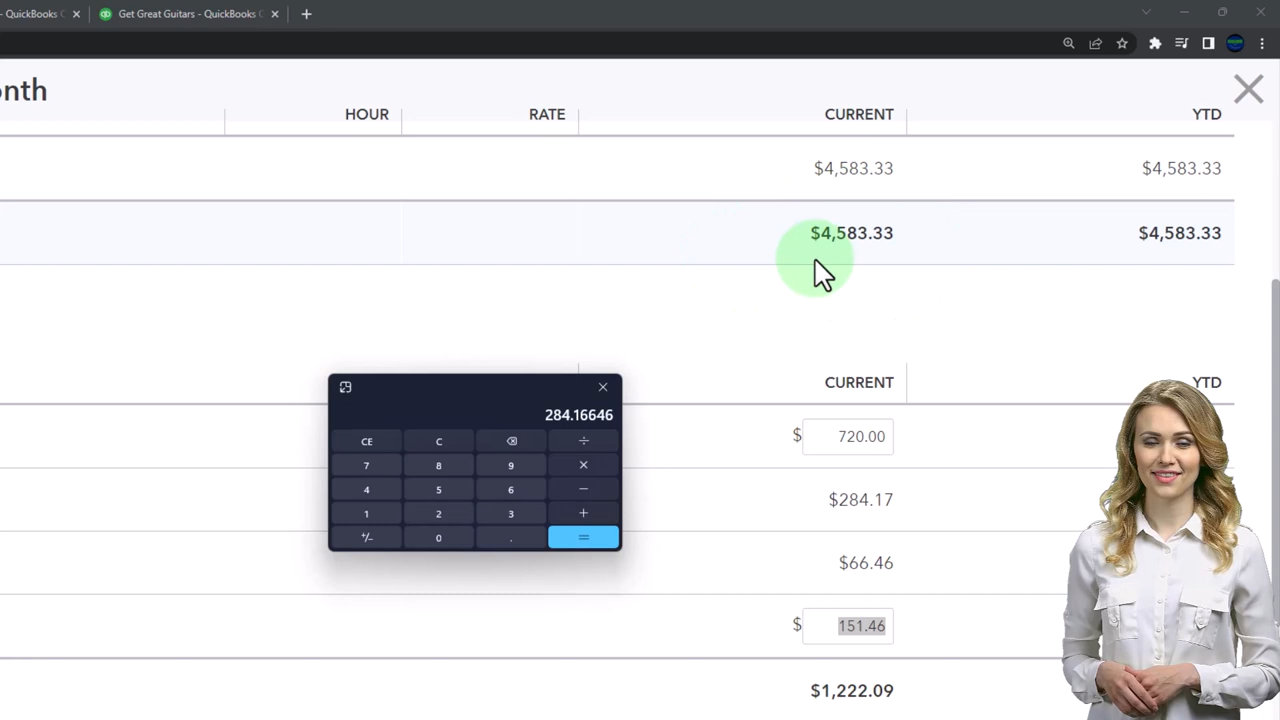 - QuickBooks C
Get Great Guitars - QuickBooks C
onth
HOUR RATE CURRENT YTD
$4,583.33 $4,583.33
$4,583.33 $4,583.33
CURRENT YTD
284.16646
CE C ÷
7 8 9 ×
$ 720.00
4 5 6 −
$284.17
1 2 3 +
+/− 0 . =
$66.46
$ 151.46
$1,222.09